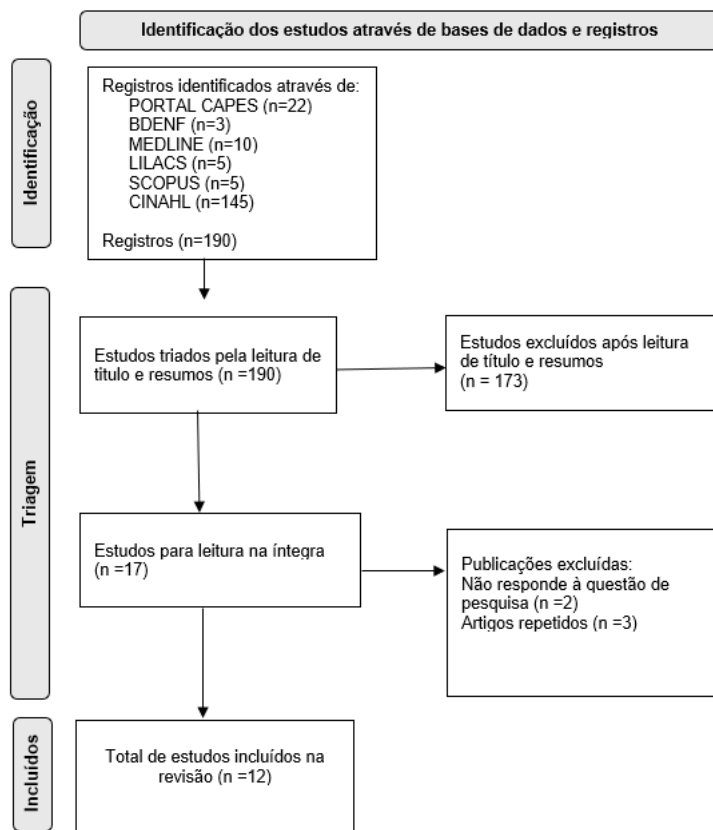 Identificação dos estudos através de bases de dados e registros
Identificação
Registros identificados através de:
PORTAL CAPES (n=22)
BDENF (n=3)
MEDLINE (n=10)
LILACS (n=5)
SCOPUS (n=5)
CINAHL (n=145)
Registros (n=190)
Triagem
Estudos triados pela leitura de
titulo e resumos (n =190)
Estudos excluídos após leitura
de título e resumos
(n = 173)
Estudos para leitura na íntegra
(n =17)
Publicações excluídas:
Não responde à questão de
pesquisa (n =2)
Artigos repetidos (n =3)
Incluídos
Total de estudos incluídos na
revisão (n =12)